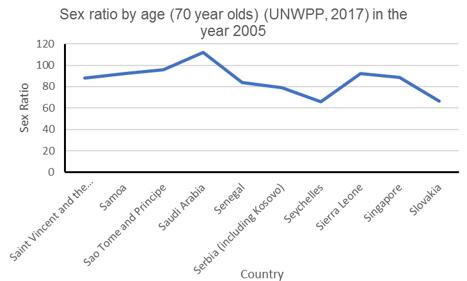 Sex ratio by age (70 year olds) (UNWPP, 2017) in the
year 2005
120
100
80
60
40
20
0
Sex Ratio
Saint Vincent and the...
Samoa
Sao Tome and Principe
Saudi Arabia
Senegal
Serbia (including Kosovo)
Seychelles
Sierra Leone
Singapore
Slovakia
Country